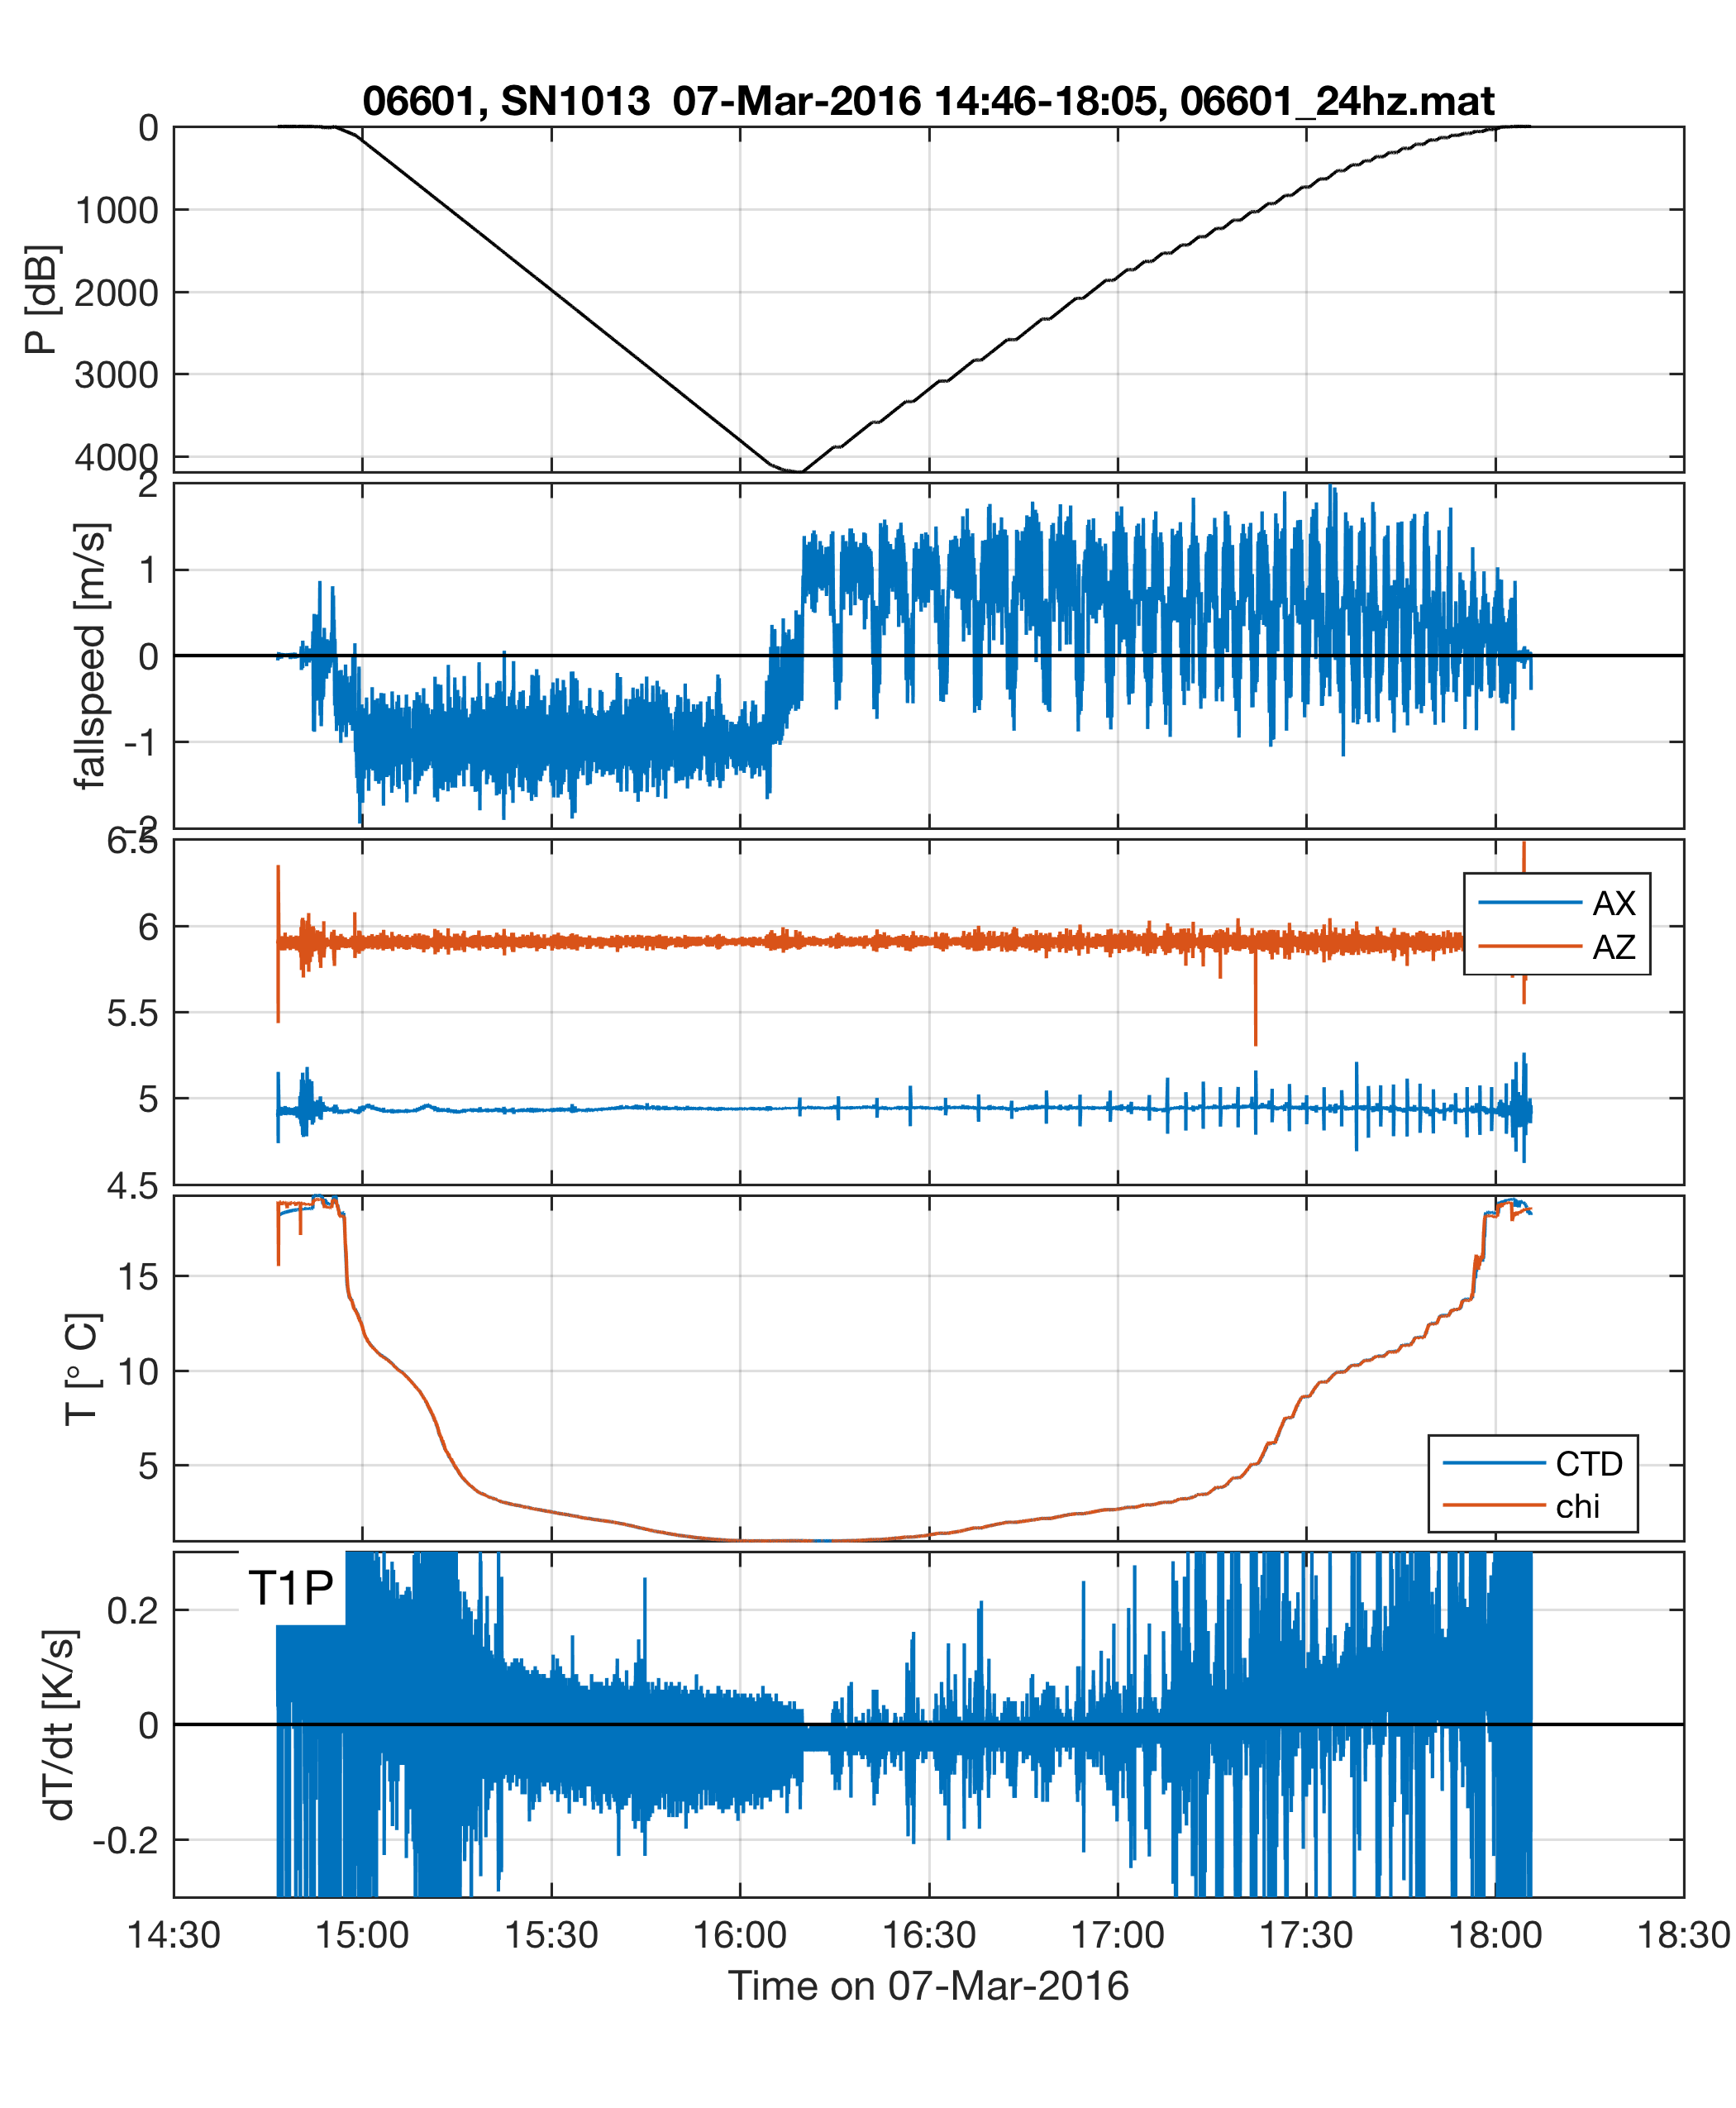 06601, SN1013  07-Mar-2016 14:46-18:05, 06601_24hz.mat
P [dB]
0
1000
2000
3000
4000
fallspeed [m/s]
2
1
0
-1
-2
6.5
6
5.5
5
4.5
AX
AZ
T [° C]
15
10
5
CTD
chi
dT/dt [K/s]
T1P
0.2
0
-0.2
14:30 15:00 15:30 16:00 16:30 17:00 17:30 18:00 18:30
Time on 07-Mar-2016